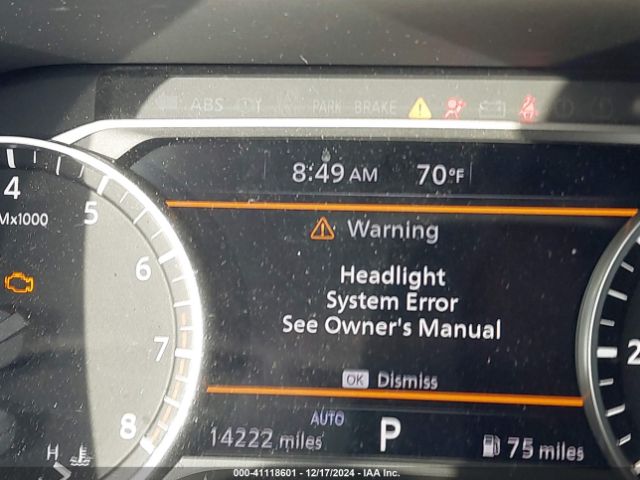 ABS
PARK BRAKE
8:49 AM 70°F
4
5
Mx1000
6
7
8
Warning
Headlight
System Error
See Owner's Manual
OK Dismiss
AUTO
14222 miles P 75 miles
H
2
000-41118601 - 12/17/2024 - IAA Inc.